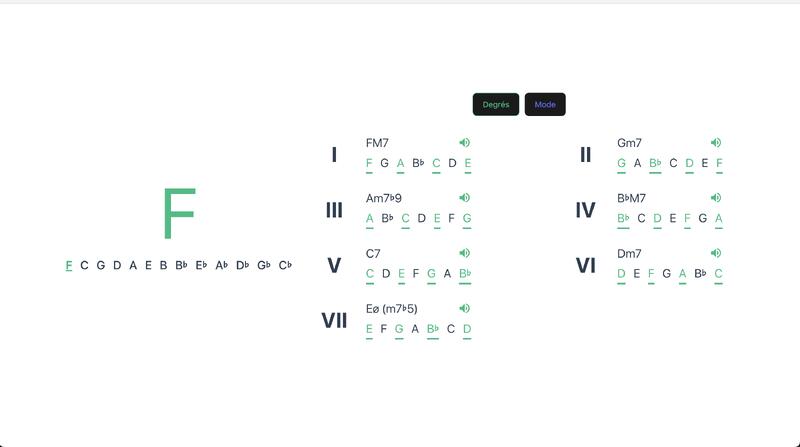 Degrés Mode
F
F C G D A E B B♭ E♭ A♭ D♭ G♭ C♭
I
FM7
F G A B♭ C D E
II
Gm7
G A B♭ C D E F
III
Am7♭9
A B♭ C D E F G
IV
B♭M7
B♭ C D E F G A
V
C7
C D E F G A B♭
VI
Dm7
D E F G A B♭ C
VII
Eø (m7♭5)
E F G A B♭ C D